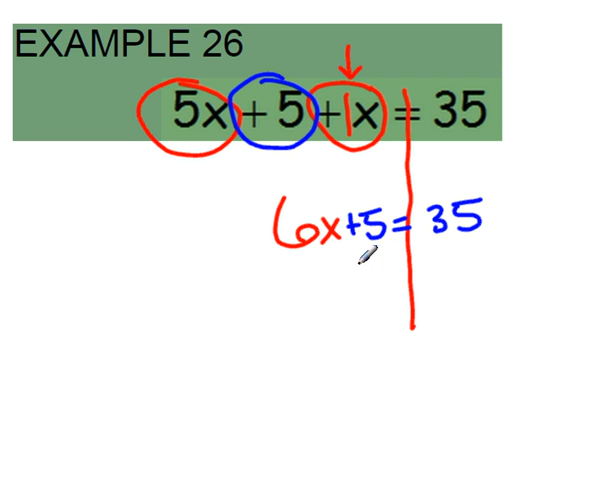 EXAMPLE 26
5x + 5 + 1x = 35
6x + 5 = 35